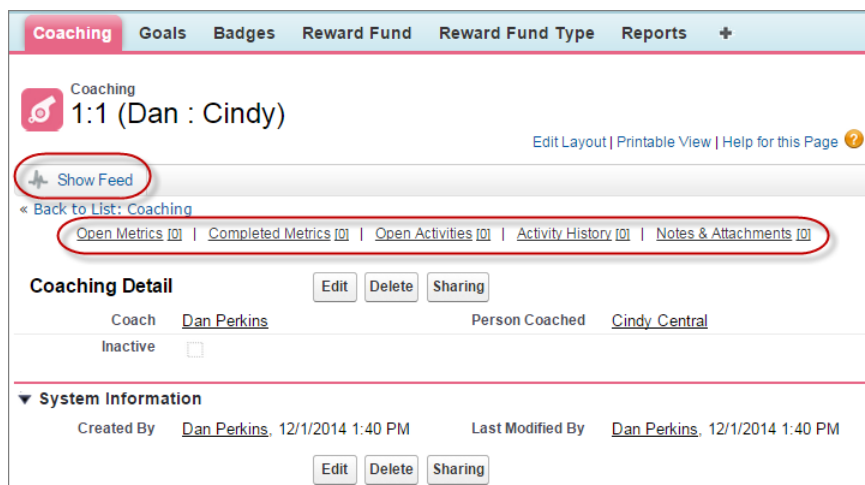 Coaching Goals Badges Reward Fund Reward Fund Type Reports +
Coaching
1:1 (Dan : Cindy)
Edit Layout | Printable View | Help for this Page ?
Show Feed
« Back to List: Coaching
Open Metrics [0] | Completed Metrics [0] | Open Activities [0] | Activity History [0] | Notes & Attachments [0]
Coaching Detail Edit Delete Sharing
Coach Dan Perkins Person Coached Cindy Central
Inactive
System Information
Created By Dan Perkins, 12/1/2014 1:40 PM Last Modified By Dan Perkins, 12/1/2014 1:40 PM
Edit Delete Sharing